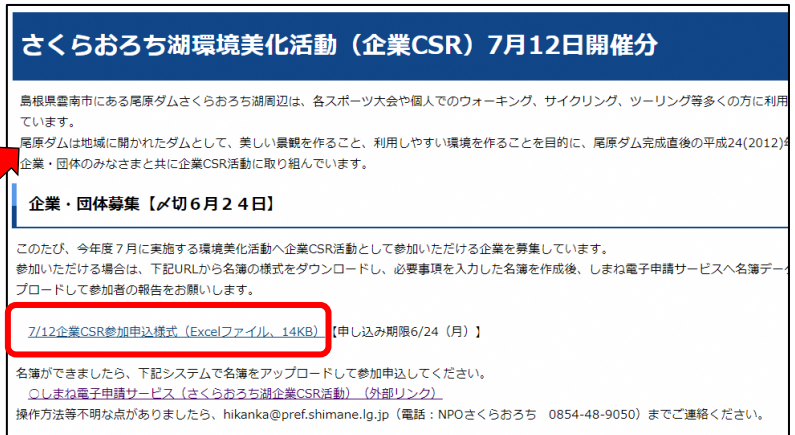 さくらおろち湖環境美化活動（企業CSR）7月12日開催分
島根県雲南市にある尾原ダムさくらおろち湖周辺は、各スポーツ大会や個人でのウォーキング、サイクリング、ツーリング等多くの方に利用
ています。
尾原ダムは地域に開かれたダムとして、美しい景観を作ること、利用しやすい環境を作ることを目的に、尾原ダム完成直後の平成24(2012)年
企業・団体のみなさまと共に企業CSR活動に取り組んでいます。
企業・団体募集【〆切６月２４日】
このたび、今年度７月に実施する環境美化活動へ企業CSR活動として参加いただける企業を募集しています。
参加いただける場合は、下記URLから名簿の様式をダウンロードし、必要事項を入力した名簿を作成後、しまね電子申請サービスへ名簿データ
プロードして参加者の報告をお願いします。
7/12企業CSR参加申込様式（Excelファイル、14KB）【申し込み期限6/24（月）】
名簿ができましたら、下記システムで名簿をアップロードして参加申込してください。
○しまね電子申請サービス（さくらおろち湖企業CSR活動）（外部リンク）
操作方法等不明な点がありましたら、hikanka@pref.shimane.lg.jp（電話：NPOさくらおろち　0854-48-9050）までご連絡ください。